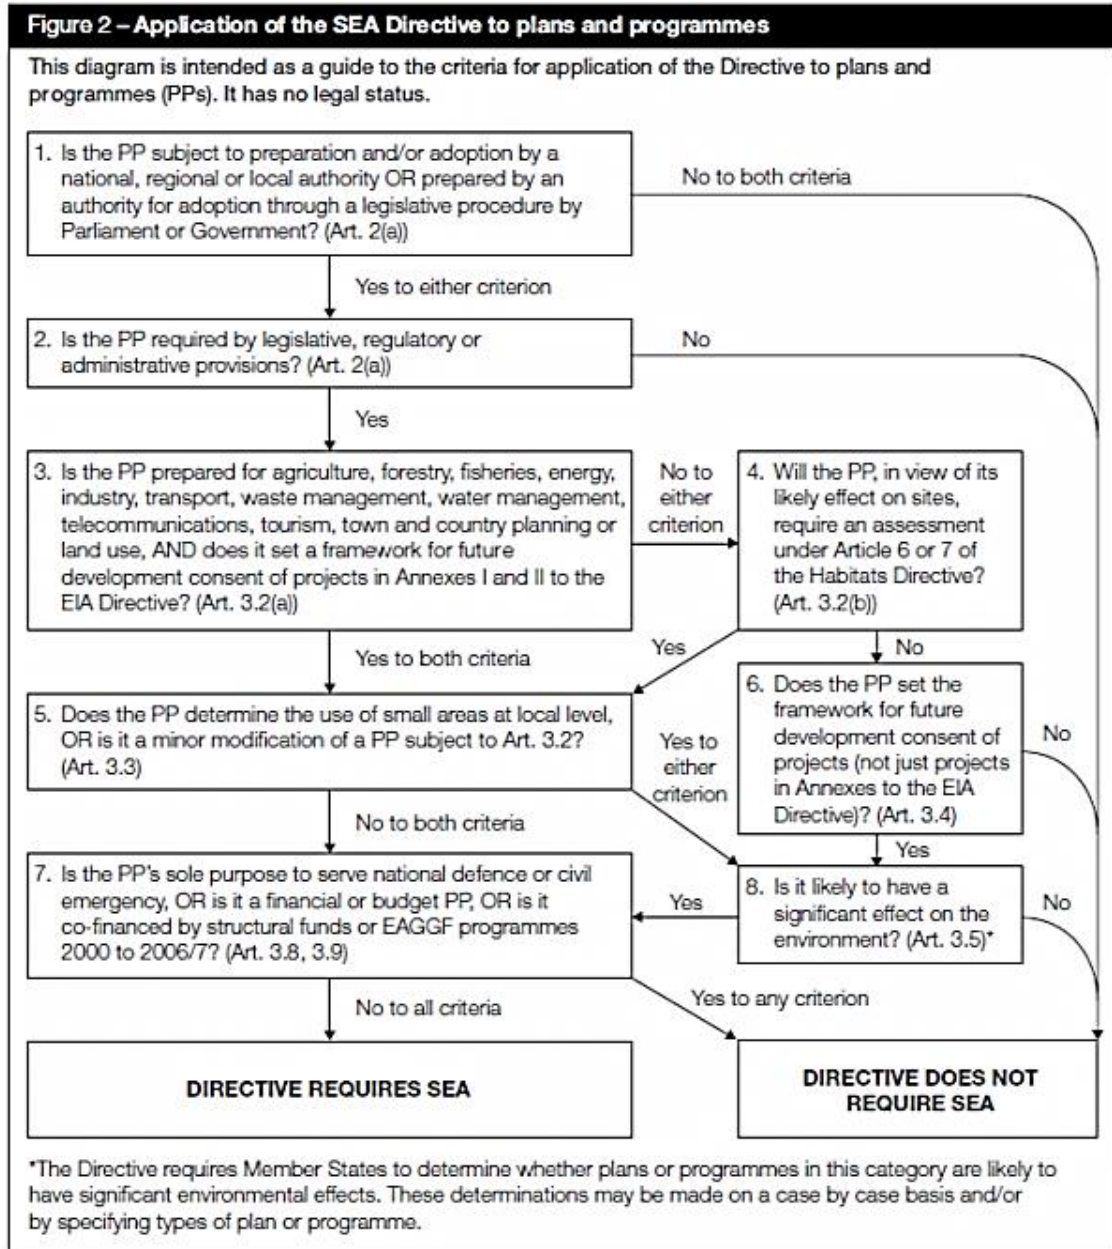 Figure 2 – Application of the SEA Directive to plans and programmes
This diagram is intended as a guide to the criteria for application of the Directive to plans and
programmes (PPs). It has no legal status.
1. Is the PP subject to preparation and/or adoption by a
national, regional or local authority OR prepared by an
authority for adoption through a legislative procedure by
Parliament or Government? (Art. 2(a))
No to both criteria
Yes to either criterion
2. Is the PP required by legislative, regulatory or
administrative provisions? (Art. 2(a))
No
Yes
3. Is the PP prepared for agriculture, forestry, fisheries, energy,
industry, transport, waste management, water management,
telecommunications, tourism, town and country planning or
land use, AND does it set a framework for future
development consent of projects in Annexes I and II to the
EIA Directive? (Art. 3.2(a))
No to
either
criterion
4. Will the PP, in view of its
likely effect on sites,
require an assessment
under Article 6 or 7 of
the Habitats Directive?
(Art. 3.2(b))
Yes to both criteria
Yes
No
5. Does the PP determine the use of small areas at local level,
OR is it a minor modification of a PP subject to Art. 3.2?
(Art. 3.3)
Yes to
either
criterion
6. Does the PP set the
framework for future
development consent of
projects (not just projects
in Annexes to the EIA
Directive)? (Art. 3.4)
No
No to both criteria
Yes
7. Is the PP's sole purpose to serve national defence or civil
emergency, OR is it a financial or budget PP, OR is it
co-financed by structural funds or EAGGF programmes
2000 to 2006/7? (Art. 3.8, 3.9)
Yes
8. Is it likely to have a
significant effect on the
environment? (Art. 3.5)*
No
No to all criteria
Yes to any criterion
DIRECTIVE REQUIRES SEA
DIRECTIVE DOES NOT
REQUIRE SEA
*The Directive requires Member States to determine whether plans or programmes in this category are likely to
have significant environmental effects. These determinations may be made on a case by case basis and/or
by specifying types of plan or programme.